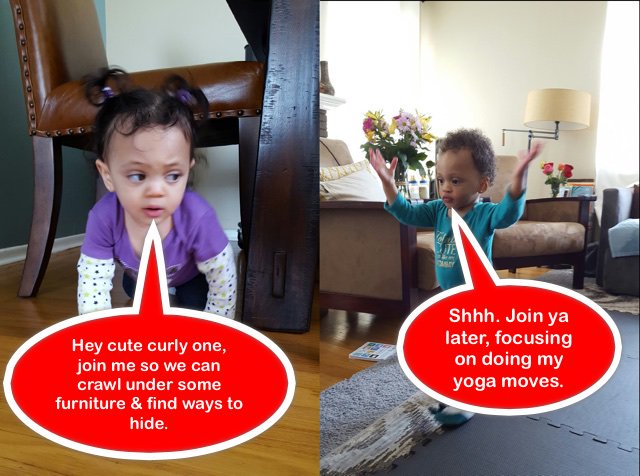 Hey cute curly one,
join me so we can
crawl under some
furniture & find ways to
hide.
Shhh. Join ya
later, focusing
on doing my
yoga moves.